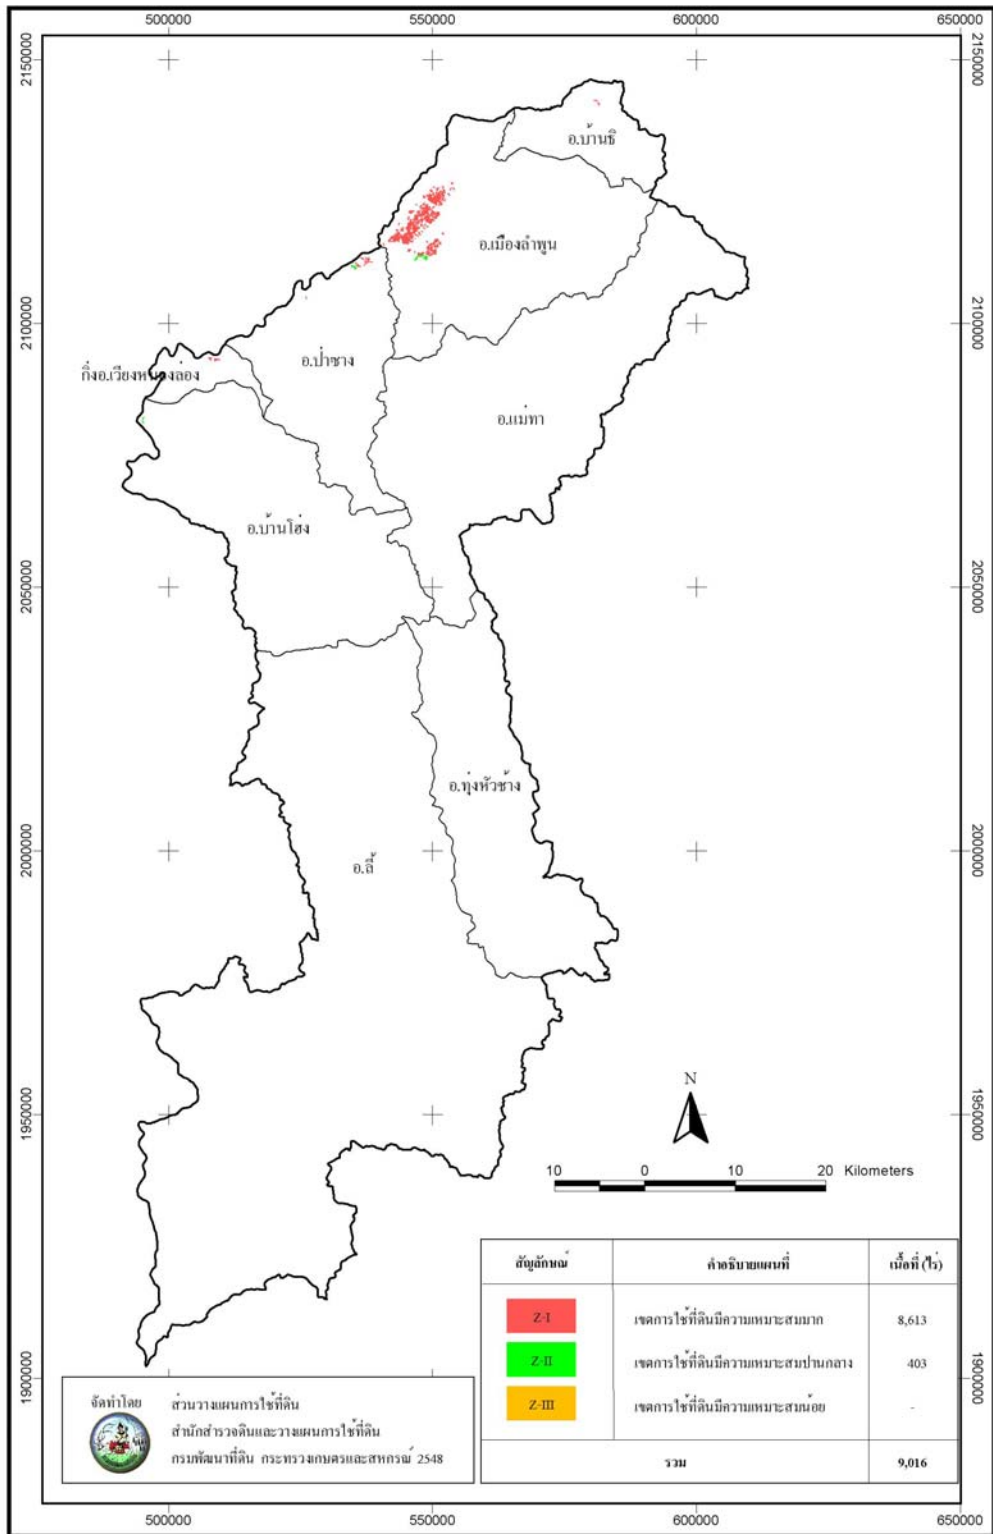 500000 550000 600000 650000
2150000 2150000
อ.บ้านธิ
อ.เมืองลำพูน
2100000 2100000
อ.ป่าซาง
กิ่งอ.เวียงหนองล่อง
อ.แม่ทา
อ.บ้านโฮ่ง
2050000 2050000
อ.ทุ่งหัวช้าง
2000000 2000000
อ.ลี้
N
1950000 1950000
10 0 10 20 Kilometers
สัญลักษณ์ คำอธิบายแผนที่ เนื้อที่ (ไร่)
Z-I เขตการใช้ที่ดินมีความเหมาะสมมาก 8,613
Z-II เขตการใช้ที่ดินมีความเหมาะสมปานกลาง 403
Z-III เขตการใช้ที่ดินมีความเหมาะสมน้อย -
รวม 9,016
1900000 1900000
จัดทำโดย ส่วนวางแผนการใช้ที่ดิน
สำนักสำรวจดินและวางแผนการใช้ที่ดิน
กรมพัฒนาที่ดิน กระทรวงเกษตรและสหกรณ์ 2548
500000 550000 600000 650000